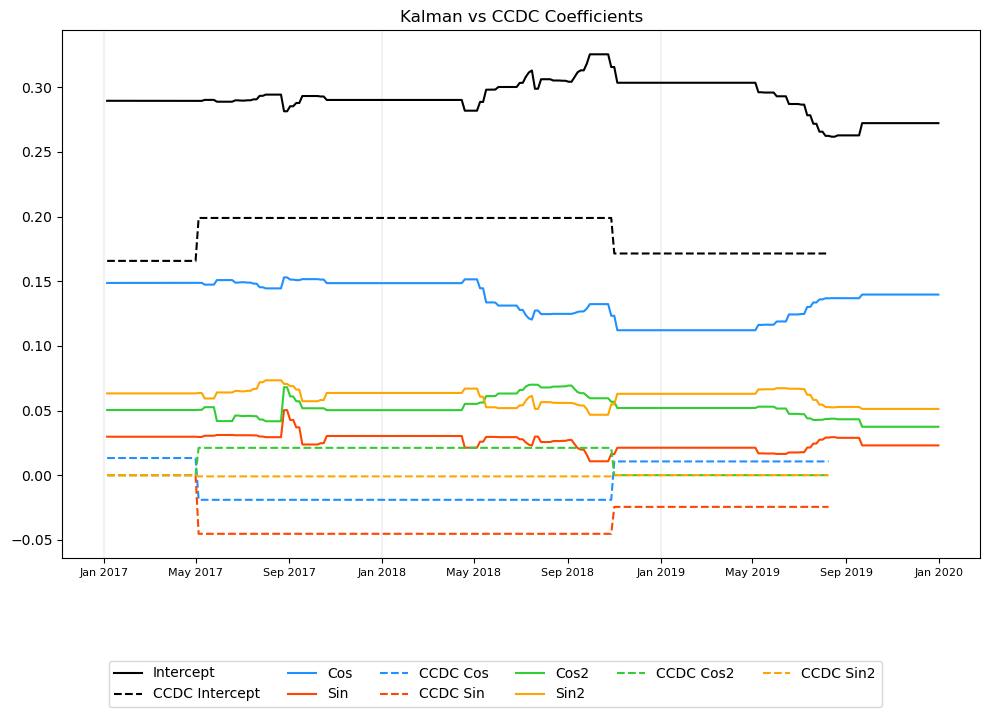 Kalman vs CCDC Coefficients
0.30
0.25
0.20
0.15
0.10
0.05
0.00
−0.05
Jan 2017 May 2017 Sep 2017 Jan 2018 May 2018 Sep 2018 Jan 2019 May 2019 Sep 2019 Jan 2020
Intercept Cos CCDC Cos Cos2 CCDC Cos2 CCDC Sin2
CCDC Intercept Sin CCDC Sin Sin2